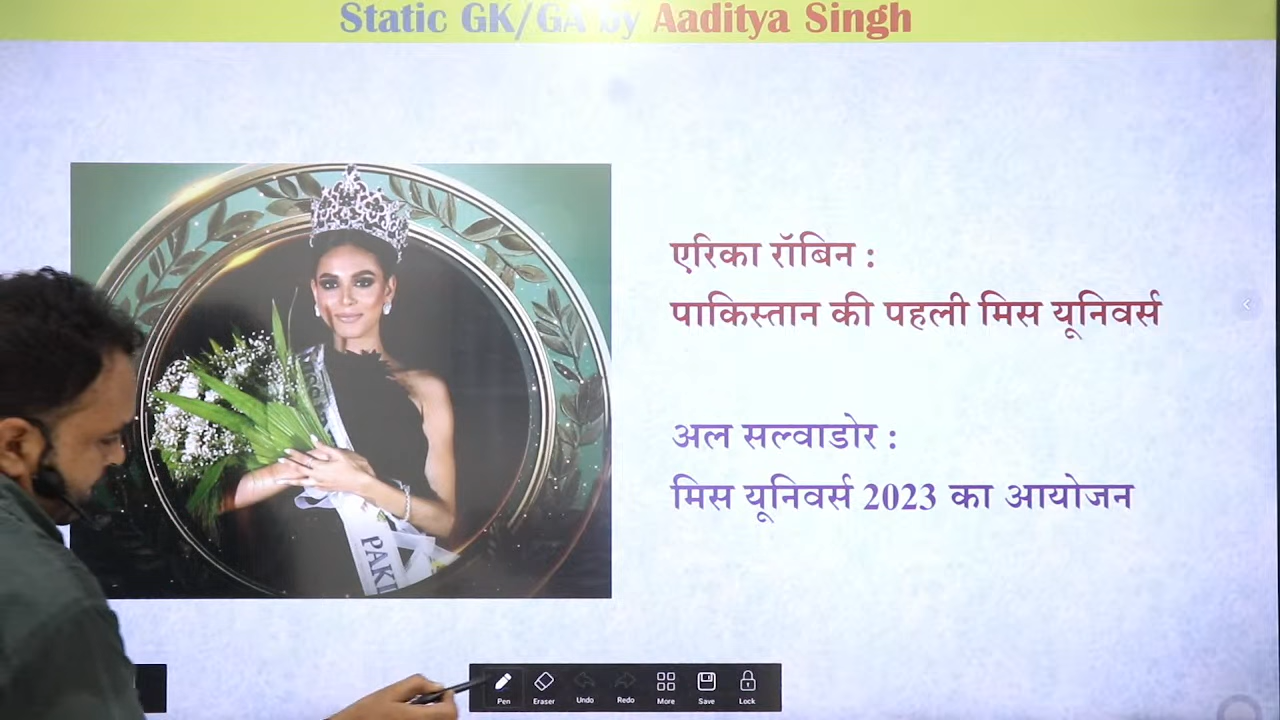 Static GK/GA by Aaditya Singh
एरिका रॉबिन :
पाकिस्तान की पहली मिस यूनिवर्स
अल सल्वाडोर :
मिस यूनिवर्स 2023 का आयोजन
PAKI
Pen Eraser Undo Redo More Save Lock